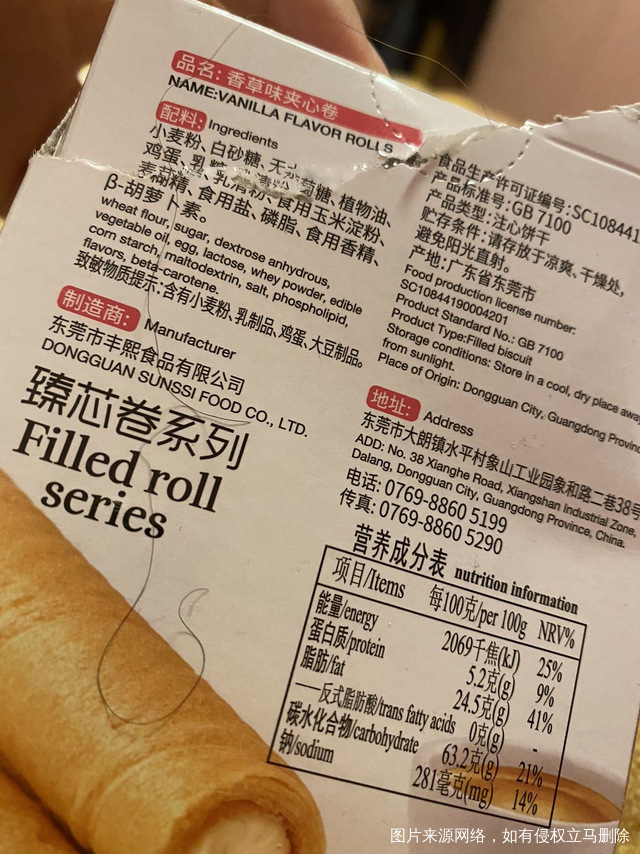 品名: 香草味夹心卷
NAME:VANILLA FLAVOR ROLLS
配料: Ingredients
小麦粉、白砂糖、无水 糖、植物油、
鸡蛋、乳糖、乳清粉、食用玉米淀粉、
麦芽糊精、食用盐、磷脂、食用香精、
β-胡萝卜素。
wheat flour, sugar, dextrose anhydrous,
vegetable oil, egg, lactose, whey powder, edible
corn starch, maltodextrin, salt, phospholipid,
flavors, beta-carotene.
致敏物质提示:含有小麦粉、乳制品、鸡蛋、大豆制品。
制造商: Manufacturer
东莞市丰熙食品有限公司
DONGGUAN SUNSSI FOOD CO., LTD.
臻芯卷系列
Filled roll
series
食品生产许可证编号:SC108441
产品标准号:GB 7100
产品类型:注心饼干
贮存条件:请存放于凉爽、干燥处,
避免阳光直射。
产地:广东省东莞市
Food production license number:
SC10844190004201
Product Standard No.: GB 7100
Product Type:Filled biscuit
Storage conditions: Store in a cool, dry place away
from sunlight.
Place of Origin: Dongguan City, Guangdong Provin
地址: Address
东莞市大朗镇水平村象山工业园象和路二巷38号
ADD: No. 38 Xianghe Road, Xiangshan Industrial Zone,
Dalang, Dongguan City, Guangdong Province, China.
电话: 0769-8860 5199
传真: 0769-8860 5290
营养成分表 nutrition information
项目/Items 每100克/per 100g NRV%
能量/energy 2069千焦(kJ) 25%
蛋白质/protein 5.2克(g) 9%
脂肪/fat 24.5克(g) 41%
——反式脂肪酸/trans fatty acids 0克(g) -
碳水化合物/carbohydrate 63.2克(g) 21%
钠/sodium 281毫克(mg) 14%
图片来源网络，如有侵权立马删除